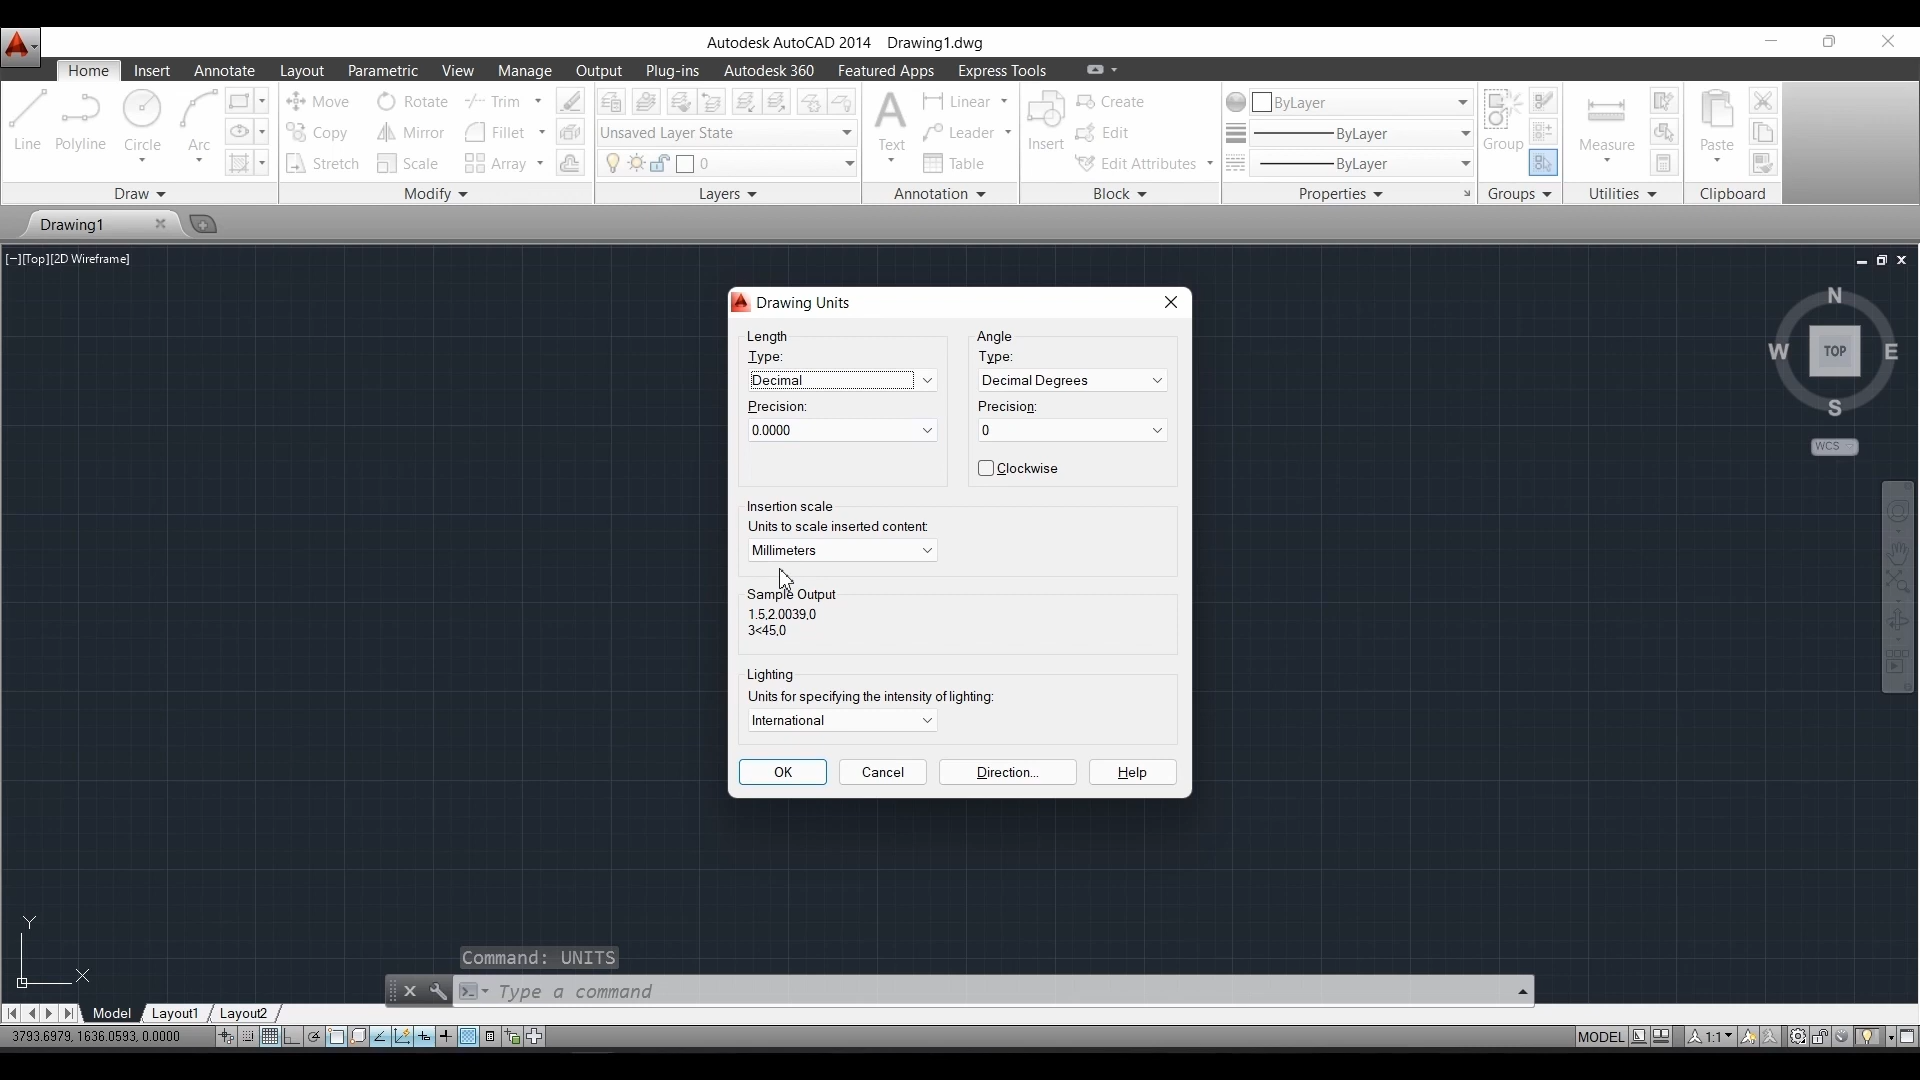 Autodesk AutoCAD 2014 Drawing1.dwg
Home Insert Annotate Layout Parametric View Manage Output Plug-ins Autodesk 360 Featured Apps Express Tools
Line Polyline Circle Arc
Move Rotate Trim
Copy Mirror Fillet
Stretch Scale Array
Unsaved Layer State
0
Text
Linear
Leader
Table
Insert
Create
Edit
Edit Attributes
ByLayer
ByLayer
ByLayer
Group
Measure
Paste
Draw Modify Layers Annotation Block Properties Groups Utilities Clipboard
Drawing1
[−][Top][2D Wireframe]
N
W TOP E
S
WCS
Drawing Units
Length
Type:
Decimal
Precision:
0.0000
Angle
Type:
Decimal Degrees
Precision:
0
Clockwise
Insertion scale
Units to scale inserted content:
Millimeters
Sample Output
1.5,2.0039,0
3<45,0
Lighting
Units for specifying the intensity of lighting:
International
OK Cancel Direction... Help
Y
X
Command: UNITS
Type a command
Model Layout1 Layout2
3793.6979, 1636.0593, 0.0000
MODEL 1:1